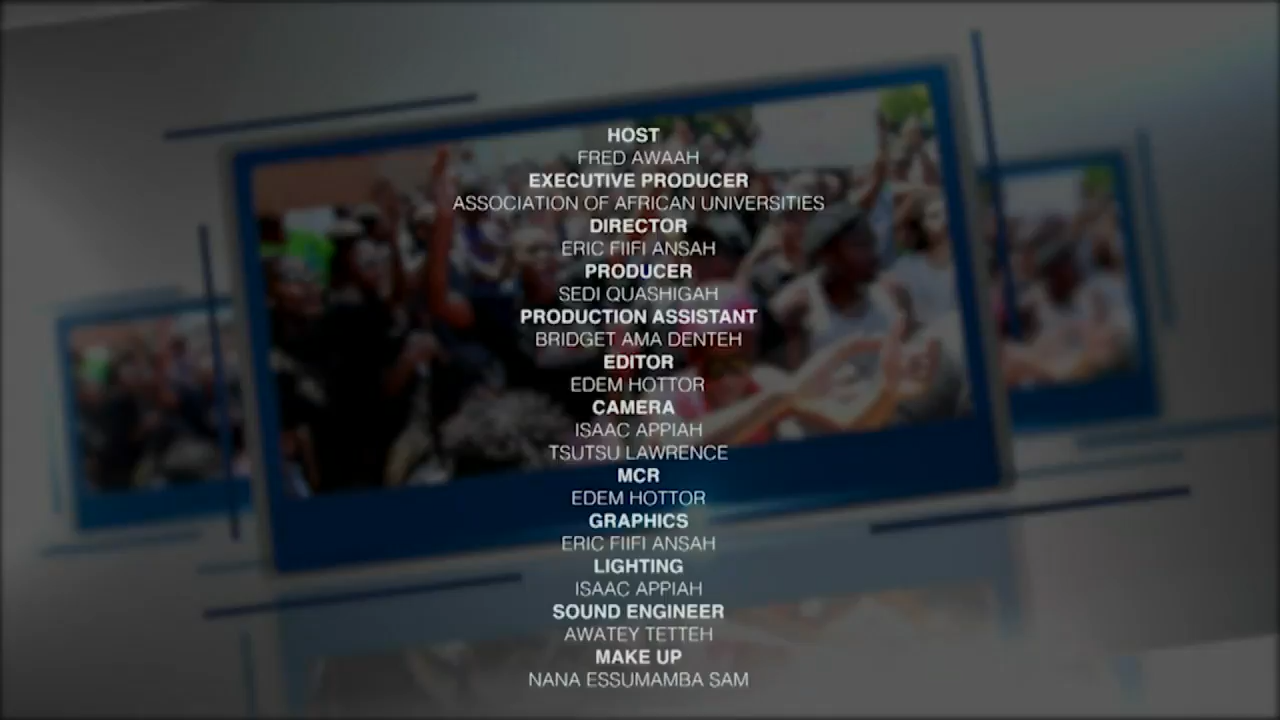 HOST
FRED AWAAH
EXECUTIVE PRODUCER
ASSOCIATION OF AFRICAN UNIVERSITIES
DIRECTOR
ERIC FIIFI ANSAH
PRODUCER
SEDI QUASHIGAH
PRODUCTION ASSISTANT
BRIDGET AMA DENTEH
EDITOR
EDEM HOTTOR
CAMERA
ISAAC APPIAH
TSUTSU LAWRENCE
MCR
EDEM HOTTOR
GRAPHICS
ERIC FIIFI ANSAH
LIGHTING
ISAAC APPIAH
SOUND ENGINEER
AWATEY TETTEH
MAKE UP
NANA ESSUMAMBA SAM